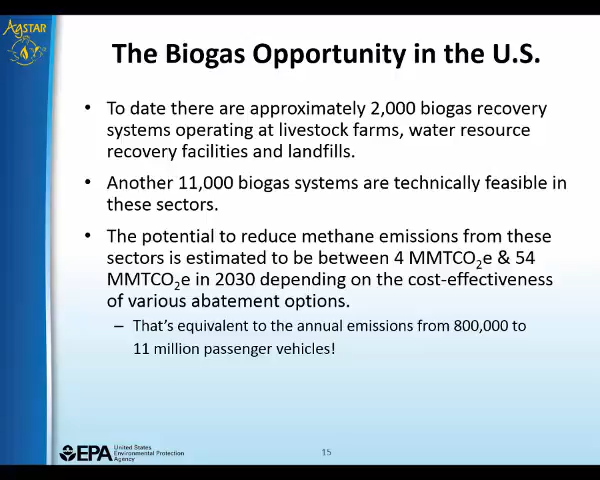 AgSTAR
The Biogas Opportunity in the U.S.
• To date there are approximately 2,000 biogas recovery
systems operating at livestock farms, water resource
recovery facilities and landfills.
• Another 11,000 biogas systems are technically feasible in
these sectors.
• The potential to reduce methane emissions from these
sectors is estimated to be between 4 MMTCO₂e & 54
MMTCO₂e in 2030 depending on the cost-effectiveness
of various abatement options.
– That's equivalent to the annual emissions from 800,000 to
11 million passenger vehicles!
EPA
United States
Environmental Protection
Agency
15